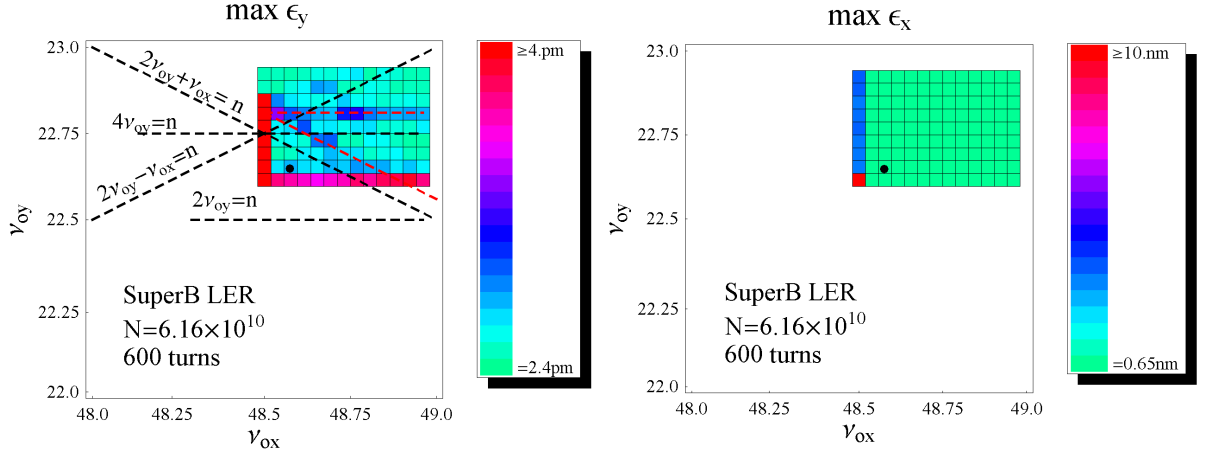 max ϵy
23.0
22.75
22.5
22.25
22.0
νoy
2νoy+νox= n
4νoy=n
2νoy−νox=n
2νoy=n
SuperB LER
N=6.16×10^10
600 turns
48.0 48.25 48.5 48.75 49.0
νox
≥4.pm
=2.4pm
max ϵx
23.0
22.75
22.5
22.25
22.0
νoy
SuperB LER
N=6.16×10^10
600 turns
48.0 48.25 48.5 48.75 49.0
νox
≥10.nm
=0.65nm